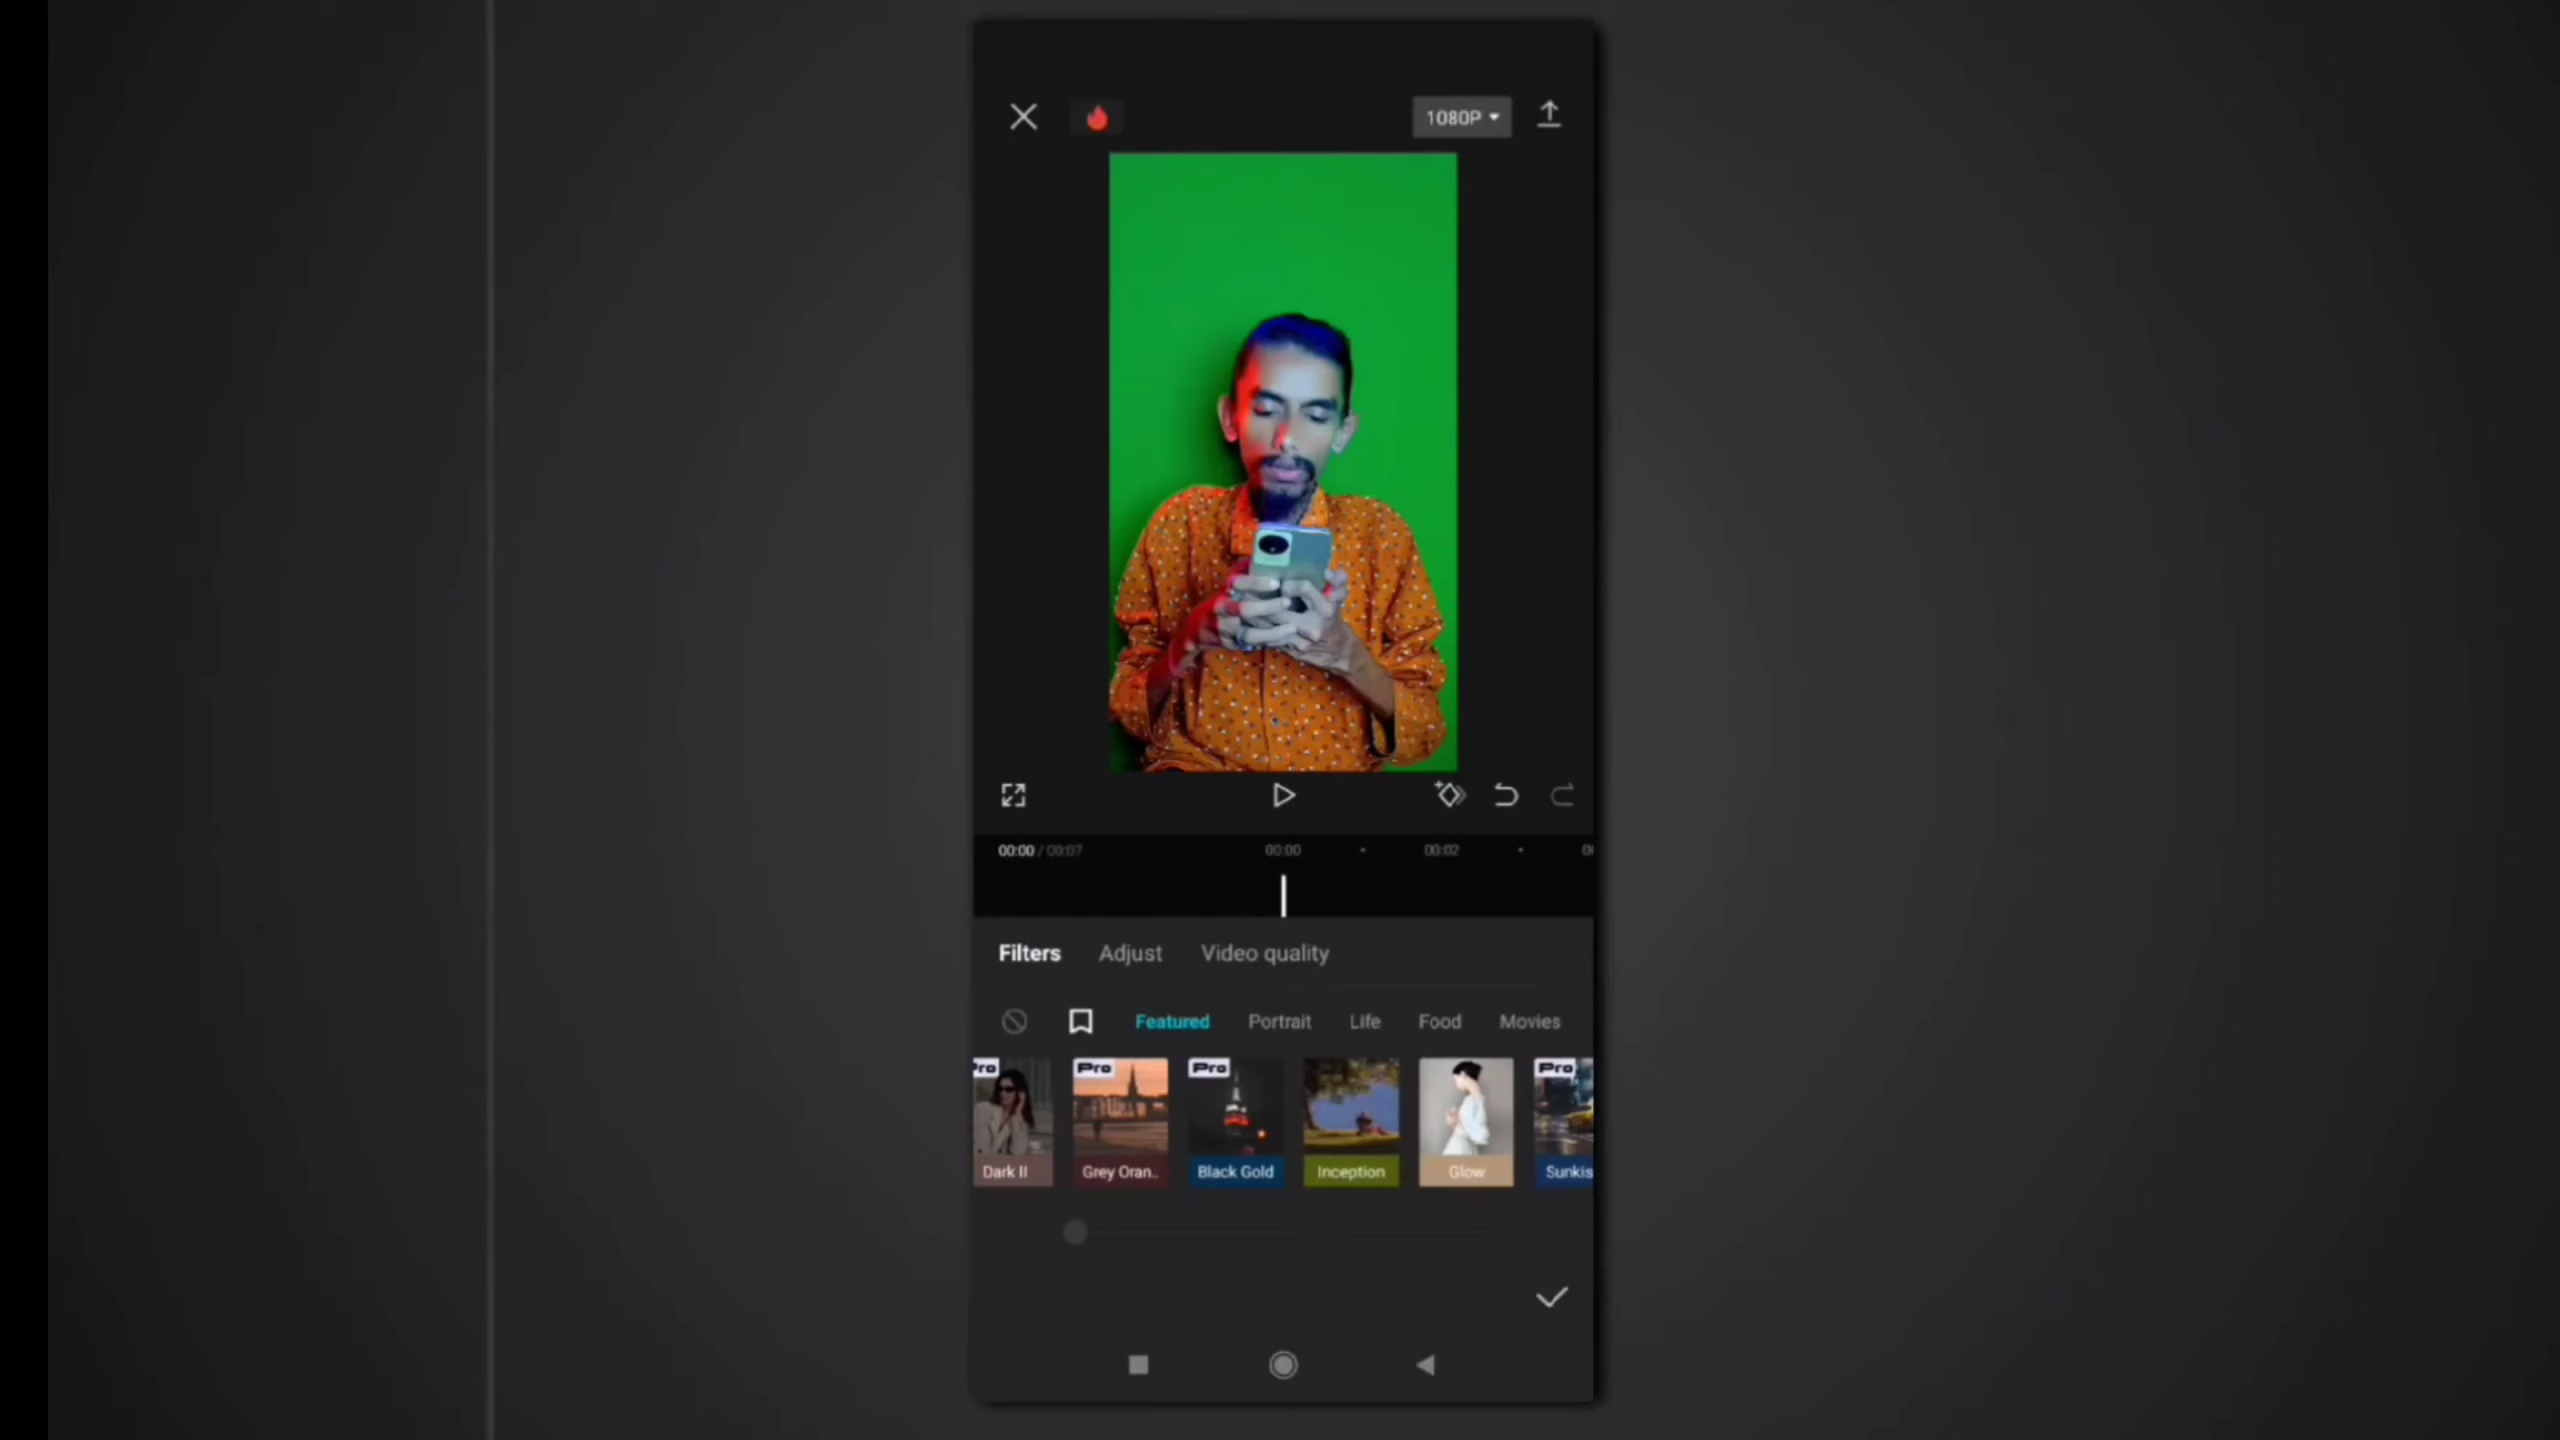 1080P
00:00 / 00:07 00:00 00:02
Filters Adjust Video quality
Featured Portrait Life Food Movies
Pro Pro Pro
Dark II Grey Oran.. Black Gold Inception Glow Sunkis